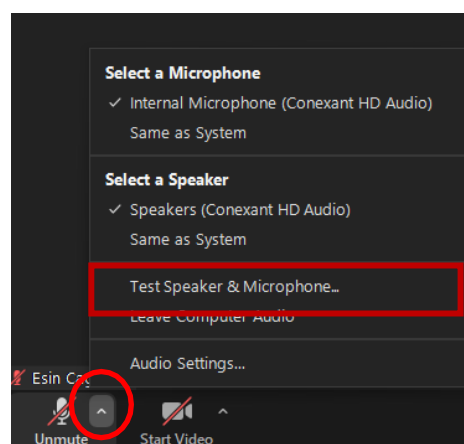 Select a Microphone
✓ Internal Microphone (Conexant HD Audio)
Same as System
Select a Speaker
✓ Speakers (Conexant HD Audio)
Same as System
Test Speaker & Microphone...
Leave Computer Audio
Audio Settings...
Esin
Unmute
Start Video